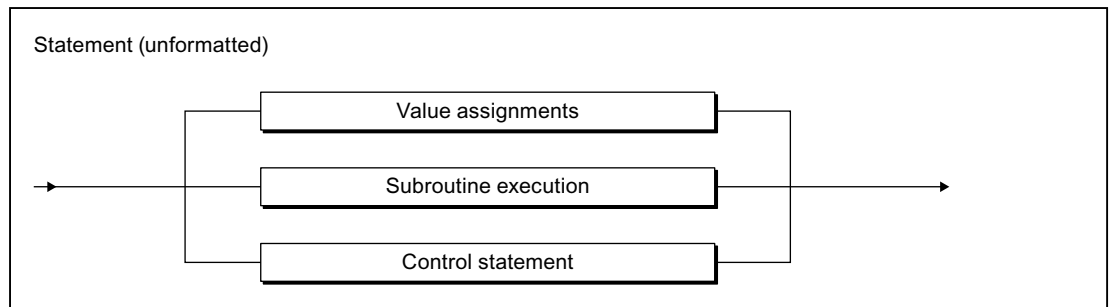 Statement (unformatted)
Value assignments
Subroutine execution
Control statement